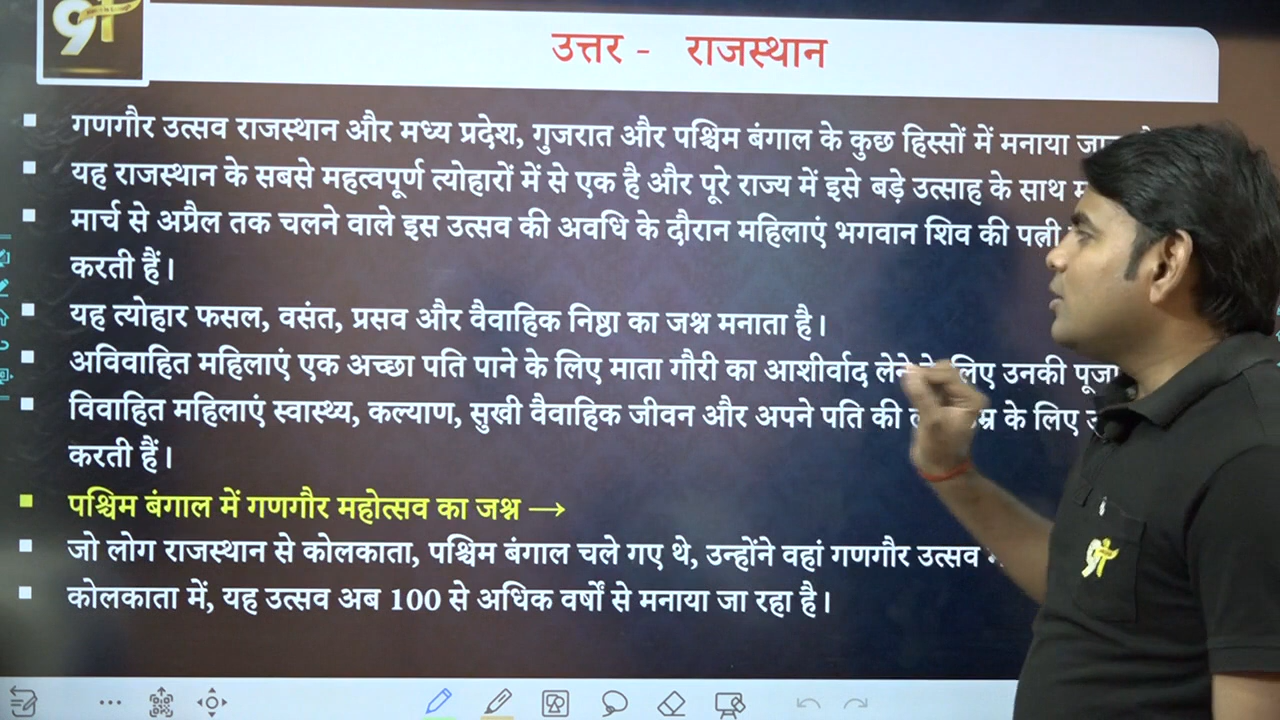 उत्तर - राजस्थान
गणगौर उत्सव राजस्थान और मध्य प्रदेश, गुजरात और पश्चिम बंगाल के कुछ हिस्सों में मनाया
यह राजस्थान के सबसे महत्वपूर्ण त्योहारों में से एक है और पूरे राज्य में इसे बड़े उत्साह के साथ
मार्च से अप्रैल तक चलने वाले इस उत्सव की अवधि के दौरान महिलाएं भगवान शिव की पत्नी
करती हैं।
यह त्योहार फसल, वसंत, प्रसव और वैवाहिक निष्ठा का जश्न मनाता है।
अविवाहित महिलाएं एक अच्छा पति पाने के लिए माता गौरी का आशीर्वाद लेने के लिए उनकी पूजा
विवाहित महिलाएं स्वास्थ्य, कल्याण, सुखी वैवाहिक जीवन और अपने पति की के लिए
करती हैं।
पश्चिम बंगाल में गणगौर महोत्सव का जश्न →
जो लोग राजस्थान से कोलकाता, पश्चिम बंगाल चले गए थे, उन्होंने वहां गणगौर उत्सव
कोलकाता में, यह उत्सव अब 100 से अधिक वर्षों से मनाया जा रहा है।